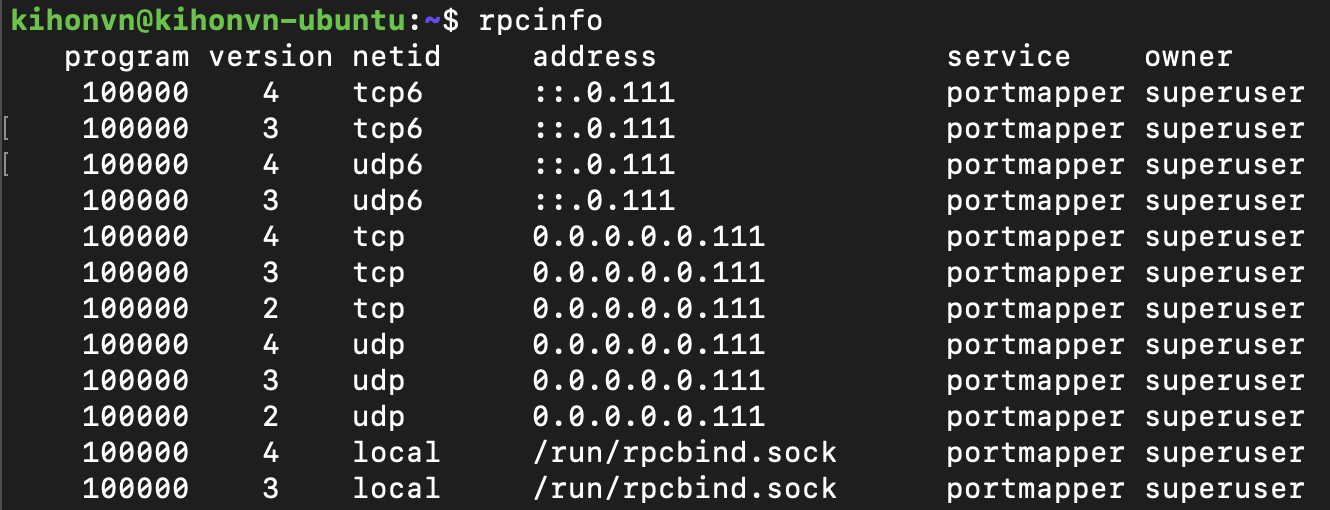 kihonvn@kihonvn-ubuntu:~$ rpcinfo
   program version netid     address                service    owner
    100000    4    tcp6      ::.0.111               portmapper superuser
    100000    3    tcp6      ::.0.111               portmapper superuser
    100000    4    udp6      ::.0.111               portmapper superuser
    100000    3    udp6      ::.0.111               portmapper superuser
    100000    4    tcp       0.0.0.0.0.111          portmapper superuser
    100000    3    tcp       0.0.0.0.0.111          portmapper superuser
    100000    2    tcp       0.0.0.0.0.111          portmapper superuser
    100000    4    udp       0.0.0.0.0.111          portmapper superuser
    100000    3    udp       0.0.0.0.0.111          portmapper superuser
    100000    2    udp       0.0.0.0.0.111          portmapper superuser
    100000    4    local     /run/rpcbind.sock      portmapper superuser
    100000    3    local     /run/rpcbind.sock      portmapper superuser